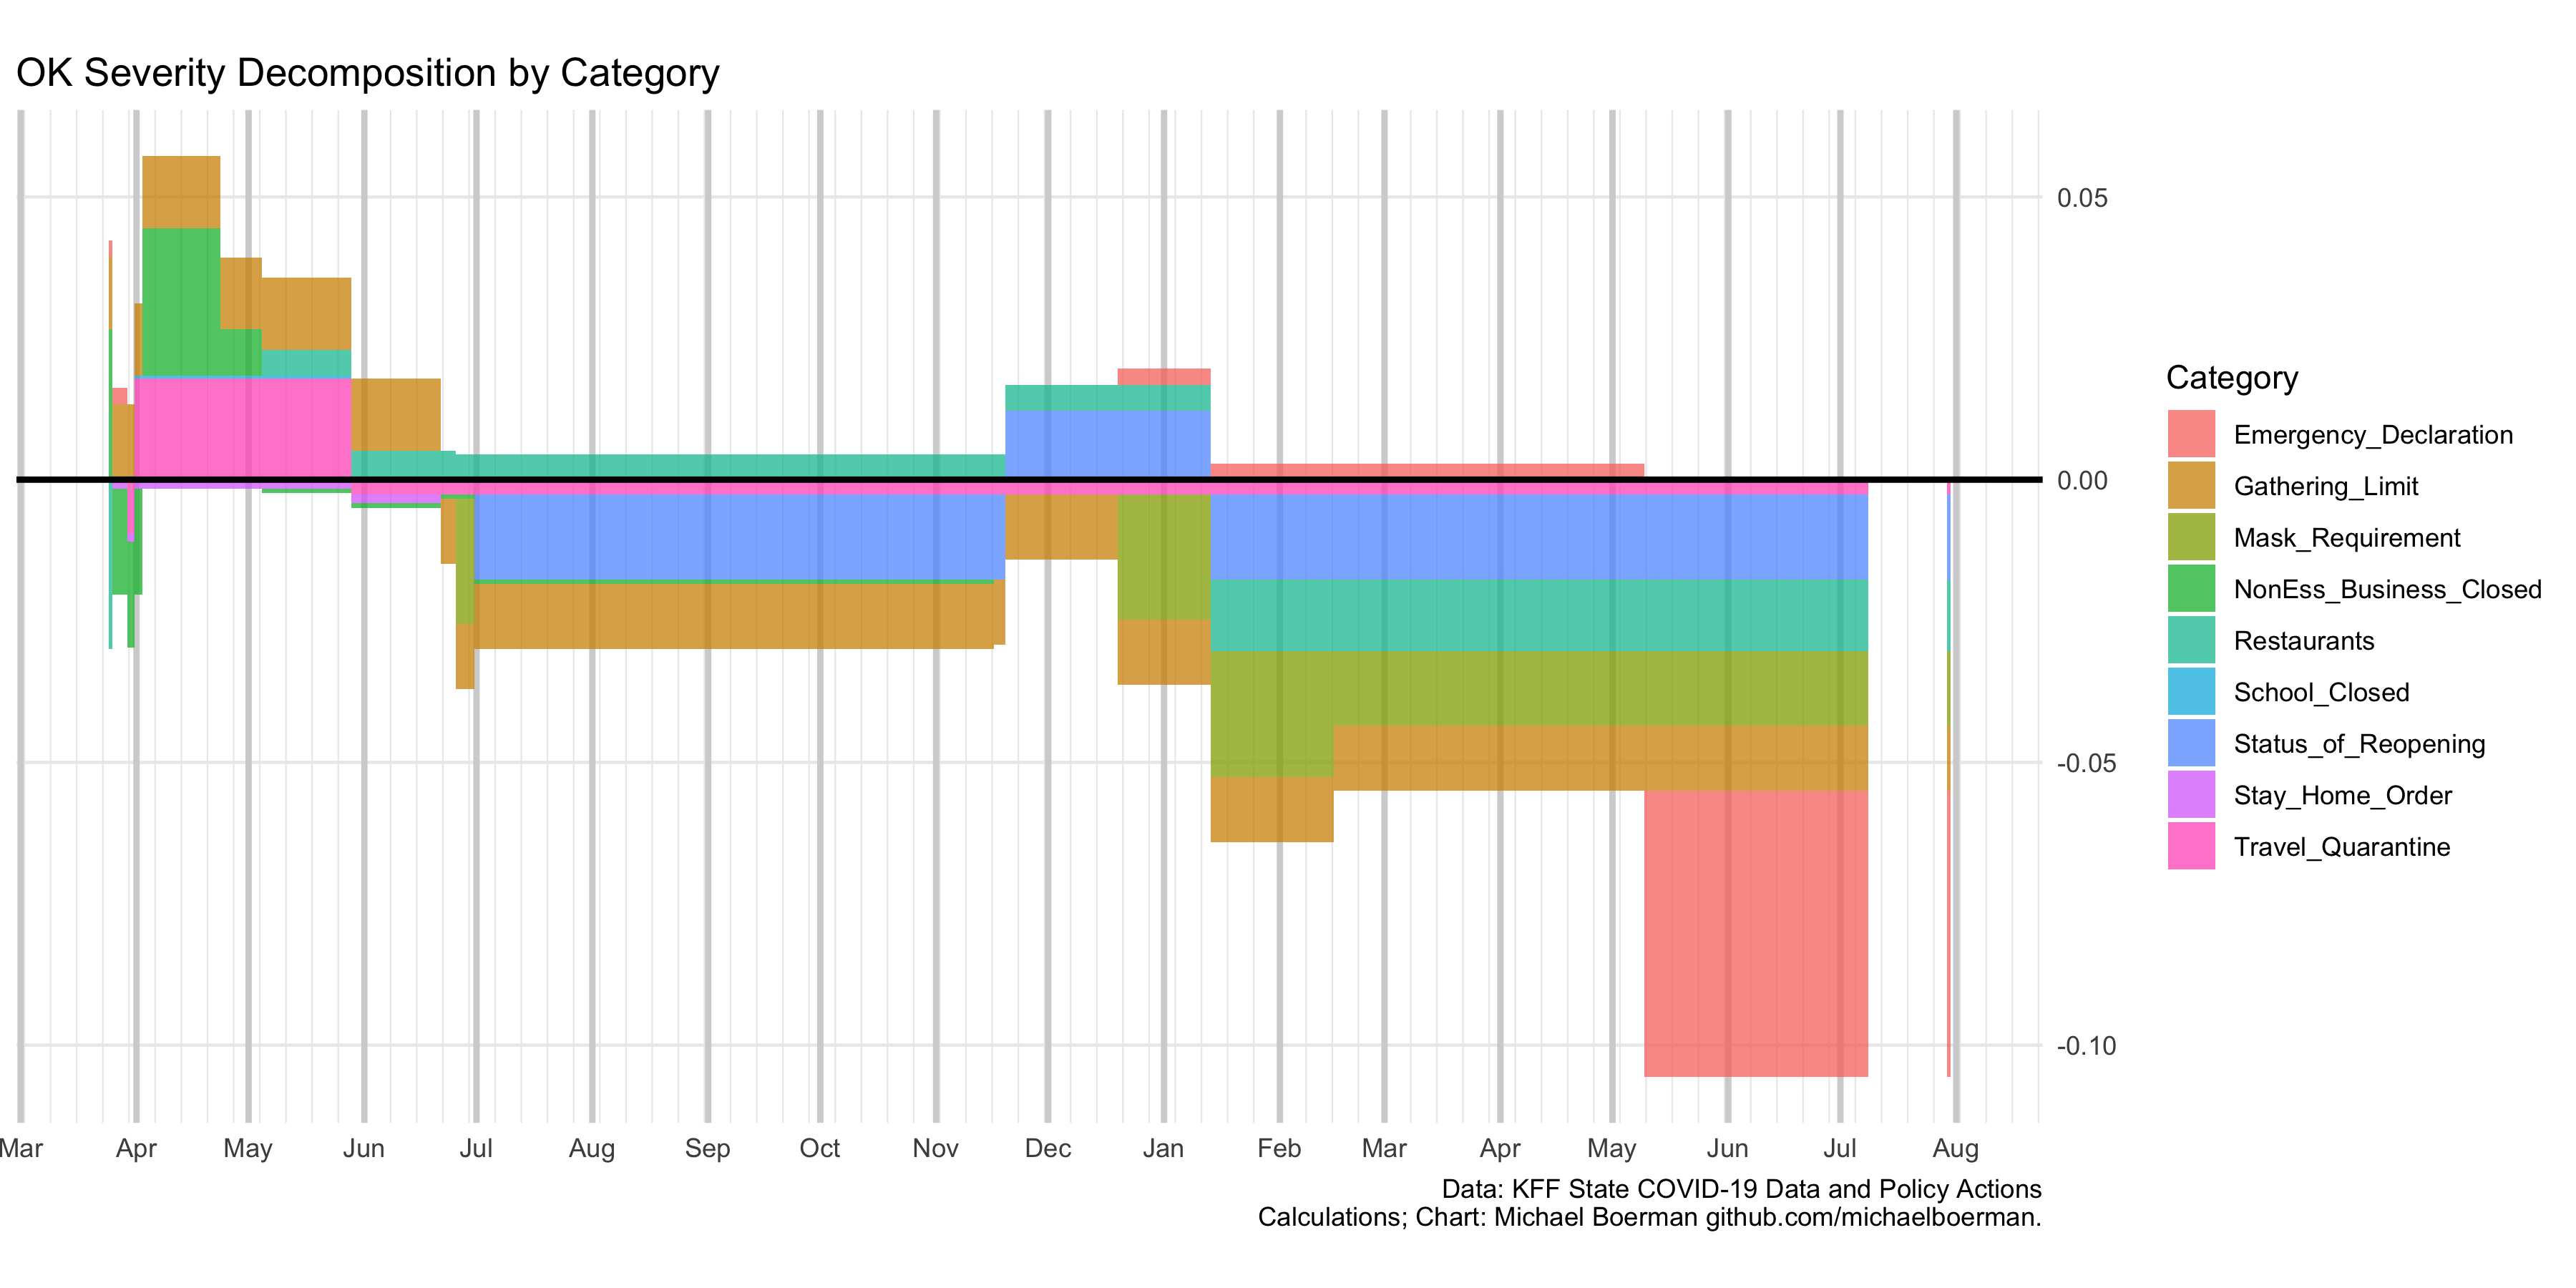 OK Severity Decomposition by Category
0.05
0.00
-0.05
-0.10
Mar Apr May Jun Jul Aug Sep Oct Nov Dec Jan Feb Mar Apr May Jun Jul Aug
Data: KFF State COVID-19 Data and Policy Actions
Calculations; Chart: Michael Boerman github.com/michaelboerman.
Category
Emergency_Declaration
Gathering_Limit
Mask_Requirement
NonEss_Business_Closed
Restaurants
School_Closed
Status_of_Reopening
Stay_Home_Order
Travel_Quarantine